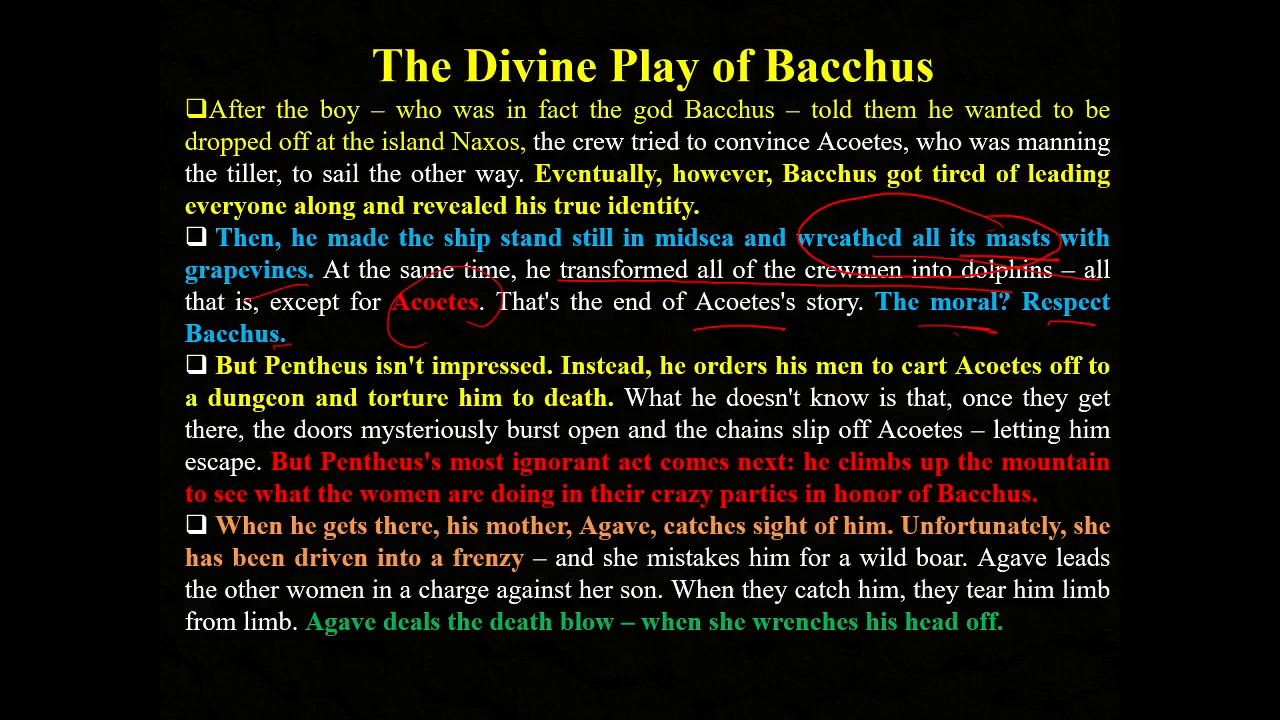 The Divine Play of Bacchus
❑After the boy – who was in fact the god Bacchus – told them he wanted to be
dropped off at the island Naxos, the crew tried to convince Acoetes, who was manning
the tiller, to sail the other way. Eventually, however, Bacchus got tired of leading
everyone along and revealed his true identity.
❑ Then, he made the ship stand still in midsea and wreathed all its masts with
grapevines. At the same time, he transformed all of the crewmen into dolphins – all
that is, except for Acoetes. That's the end of Acoetes's story. The moral? Respect
Bacchus.
❑ But Pentheus isn't impressed. Instead, he orders his men to cart Acoetes off to
a dungeon and torture him to death. What he doesn't know is that, once they get
there, the doors mysteriously burst open and the chains slip off Acoetes – letting him
escape. But Pentheus's most ignorant act comes next: he climbs up the mountain
to see what the women are doing in their crazy parties in honor of Bacchus.
❑ When he gets there, his mother, Agave, catches sight of him. Unfortunately, she
has been driven into a frenzy – and she mistakes him for a wild boar. Agave leads
the other women in a charge against her son. When they catch him, they tear him limb
from limb. Agave deals the death blow – when she wrenches his head off.